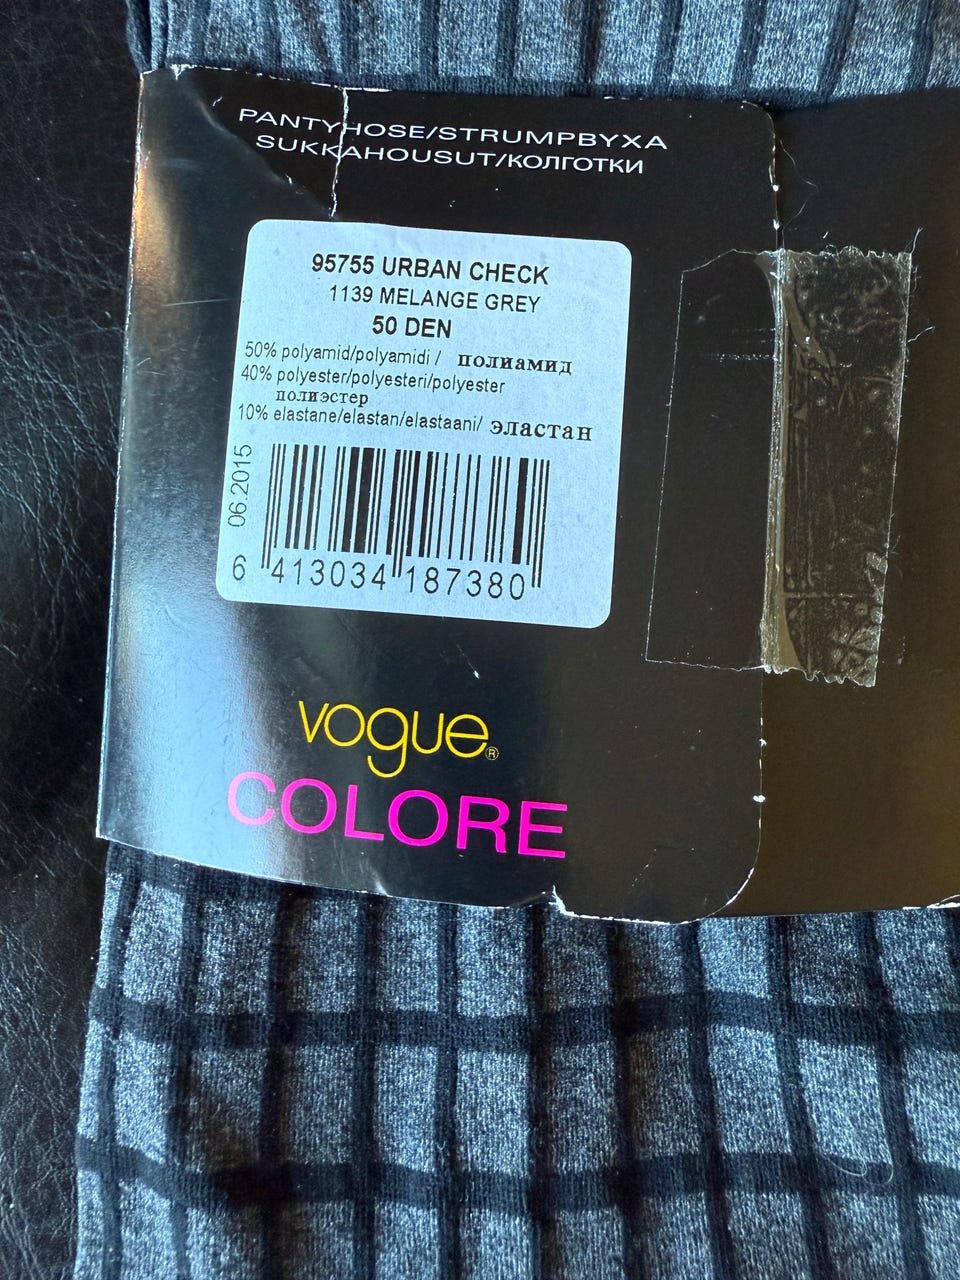 PANTYHOSE/STRUMPBYXA
SUKKAHOUSUT/КОЛГОТКИ
95755 URBAN CHECK
1139 MELANGE GREY
50 DEN
50% polyamid/polyamidi / полиамид
40% polyester/polyesteri/polyester
полиэстер
10% elastane/elastan/elastaani/ эластан
06.2015
6 413034 187380
vogue®
COLORE